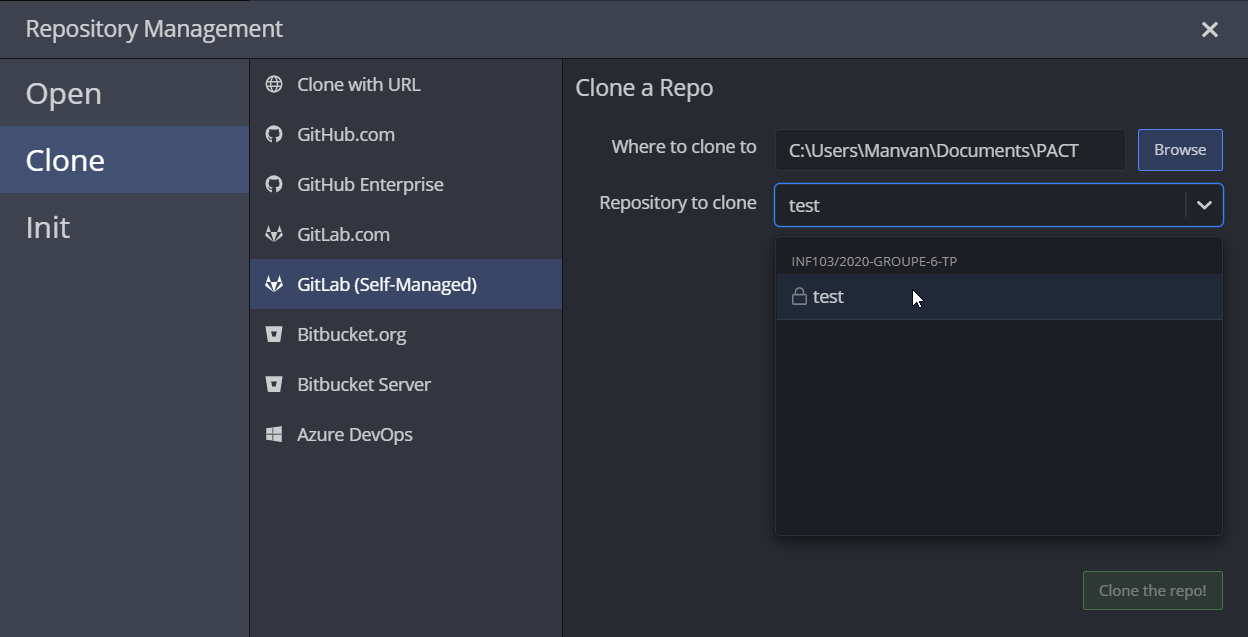 Repository Management
Open
Clone
Init
Clone with URL
GitHub.com
GitHub Enterprise
GitLab.com
GitLab (Self-Managed)
Bitbucket.org
Bitbucket Server
Azure DevOps
Clone a Repo
Where to clone to
C:\Users\Manvan\Documents\PACT
Browse
Repository to clone
test
INF103/2020-GROUPE-6-TP
test
Clone the repo!